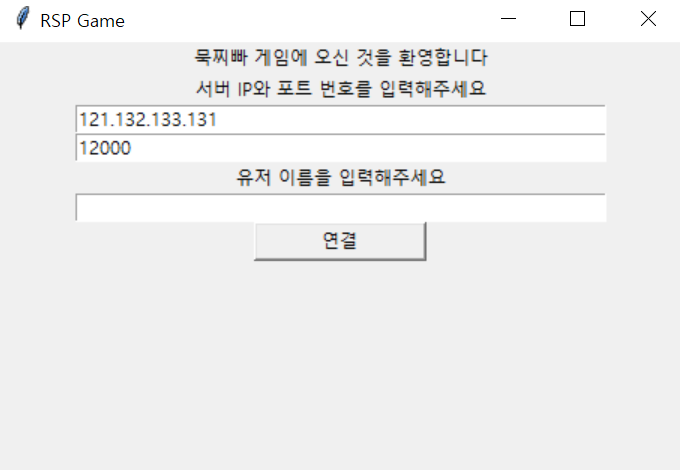 RSP Game
묵찌빠 게임에 오신 것을 환영합니다
서버 IP와 포트 번호를 입력해주세요
121.132.133.131
12000
유저 이름을 입력해주세요
연결